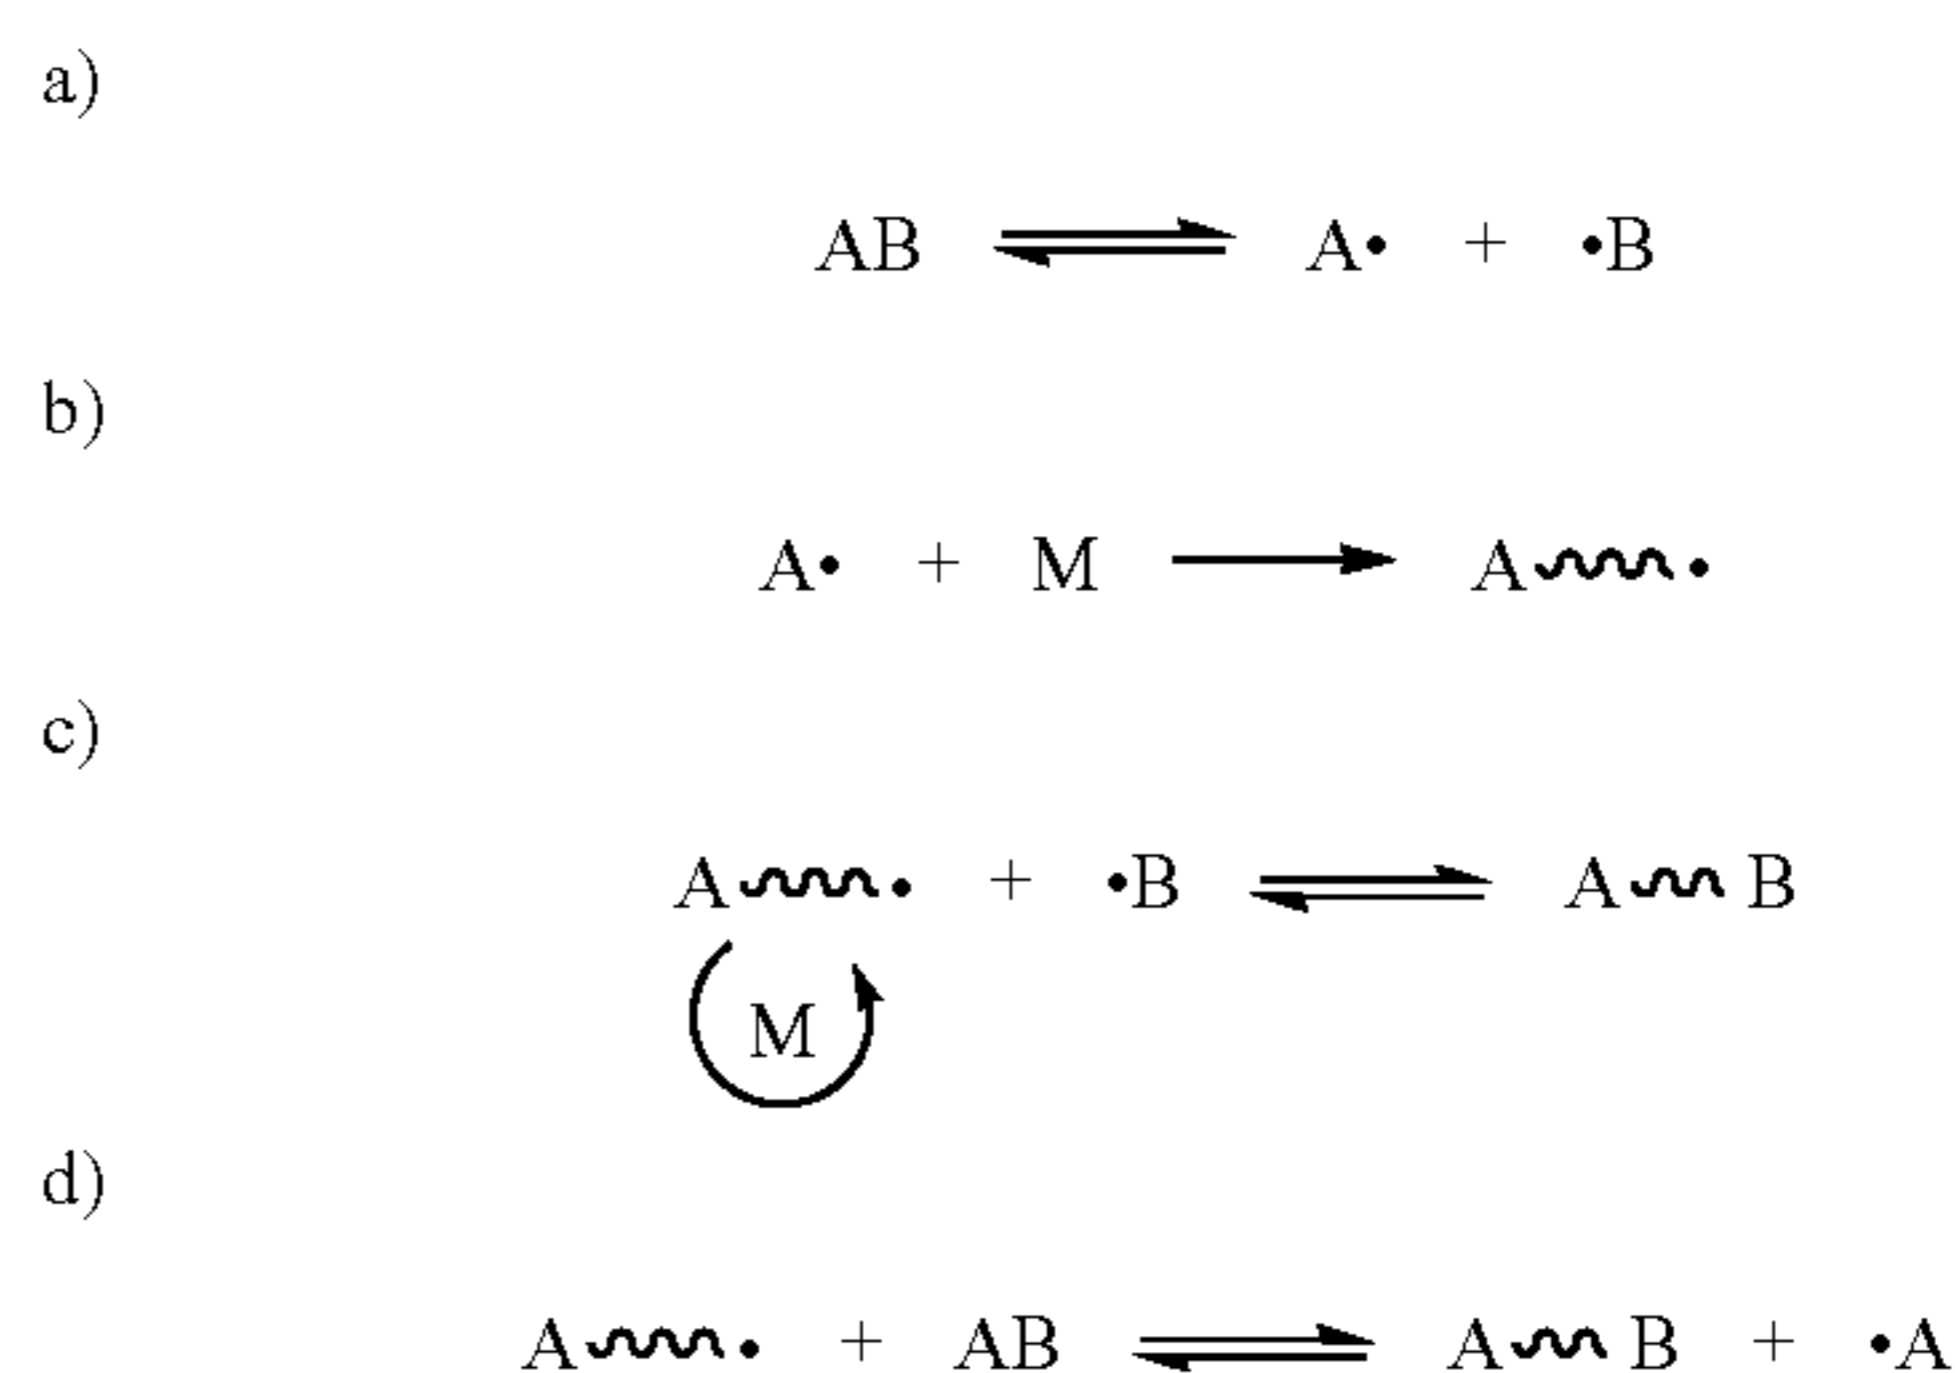 a)
AB ⇌ A• + •B
b)
A• + M → A•
c)
A• + •B ⇌ A B
M
d)
A• + AB ⇌ A B + •A